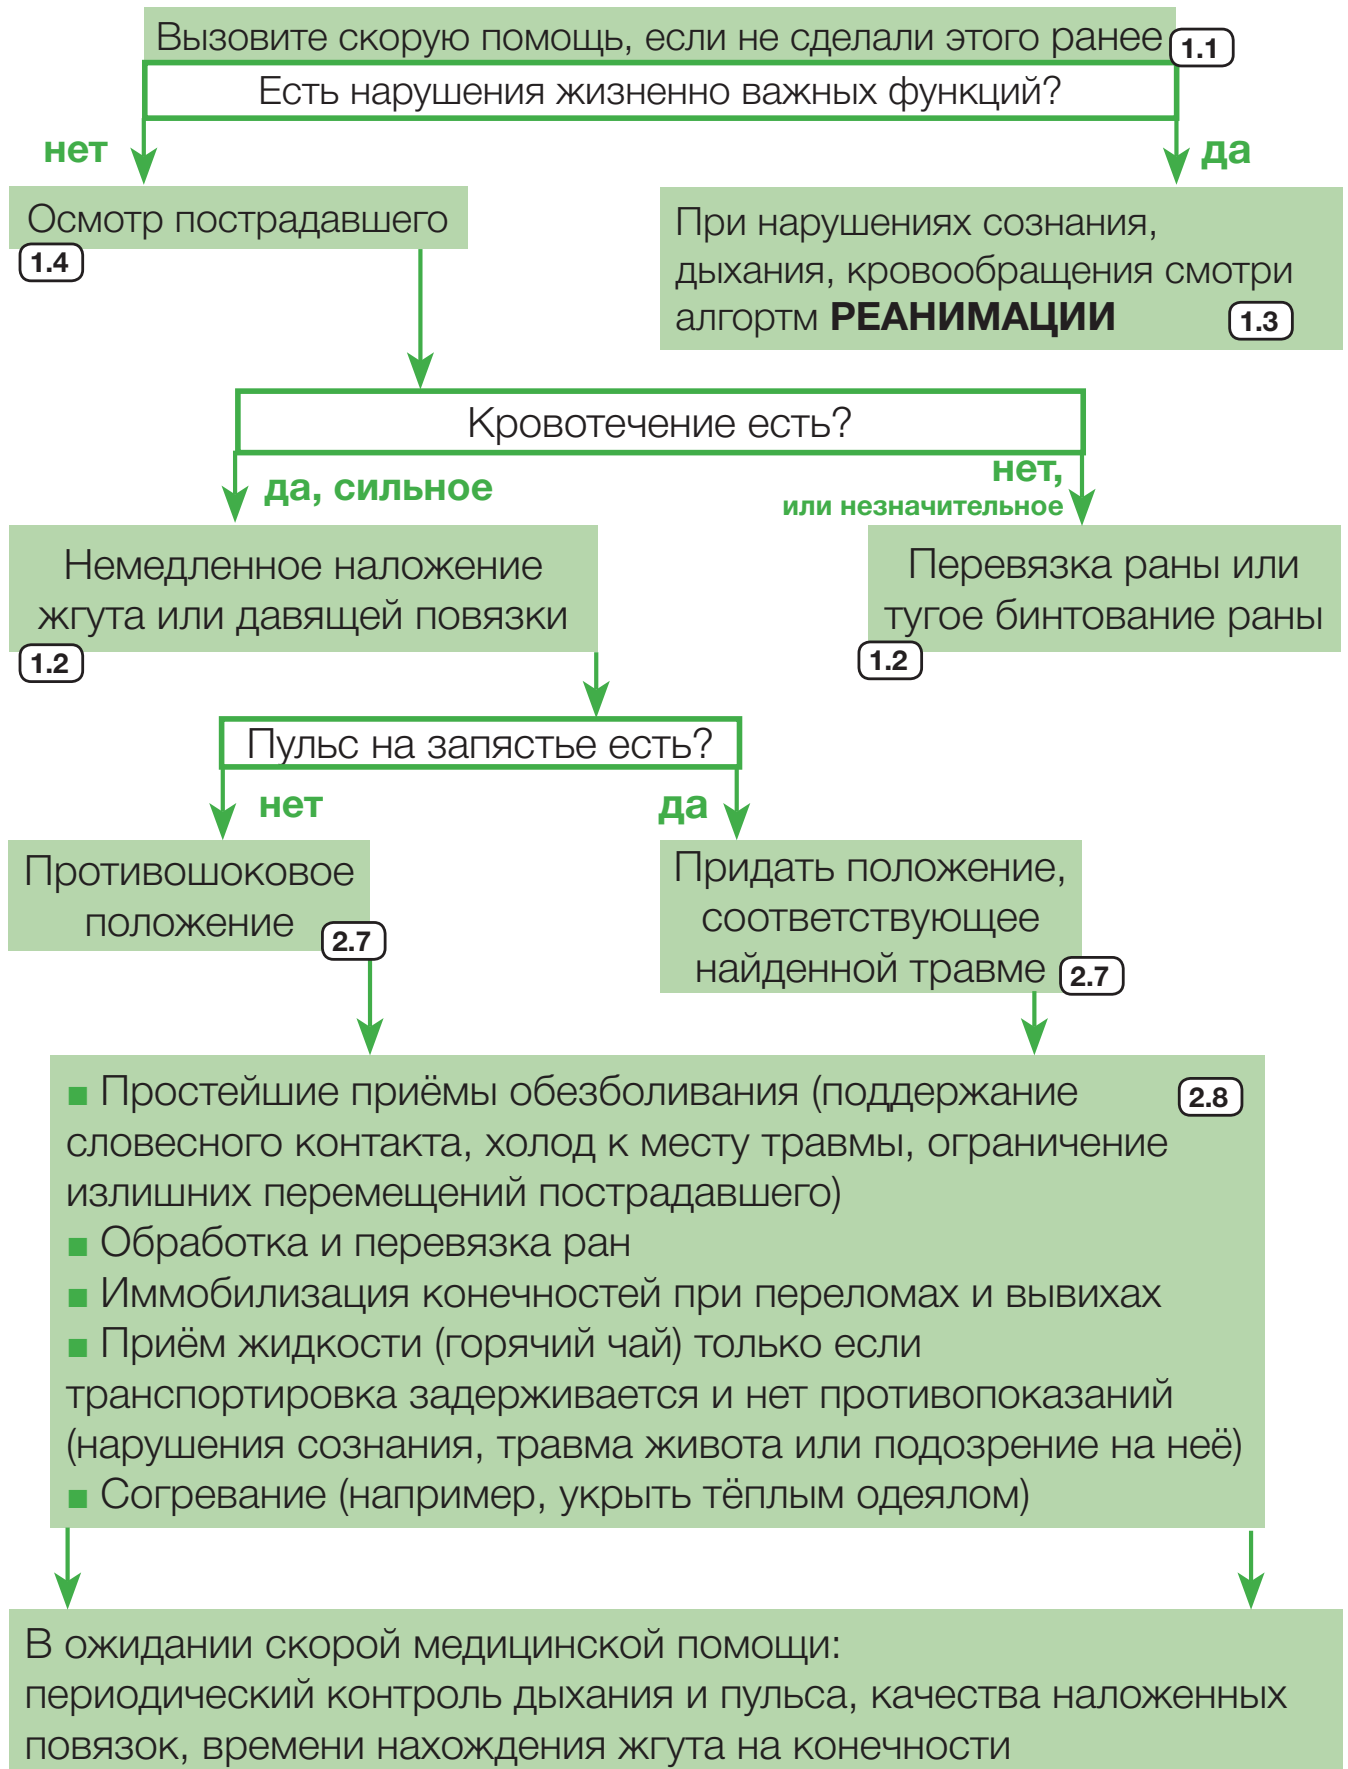 Вызовите скорую помощь, если не сделали этого ранее
1.1
Есть нарушения жизненно важных функций?
нет
да
Осмотр пострадавшего
1.4
При нарушениях сознания,
дыхания, кровообращения смотри
алгортм РЕАНИМАЦИИ
1.3
Кровотечение есть?
да, сильное
нет,
или незначительное
Немедленное наложение
жгута или давящей повязки
1.2
Перевязка раны или
тугое бинтование раны
1.2
Пульс на запястье есть?
нет
да
Противошоковое
положение
2.7
Придать положение,
соответствующее
найденной травме
2.7
■ Простейшие приёмы обезболивания (поддержание
2.8
словесного контакта, холод к месту травмы, ограничение
излишних перемещений пострадавшего)
■ Обработка и перевязка ран
■ Иммобилизация конечностей при переломах и вывихах
■ Приём жидкости (горячий чай) только если
транспортировка задерживается и нет противопоказаний
(нарушения сознания, травма живота или подозрение на неё)
■ Согревание (например, укрыть тёплым одеялом)
В ожидании скорой медицинской помощи:
периодический контроль дыхания и пульса, качества наложенных
повязок, времени нахождения жгута на конечности